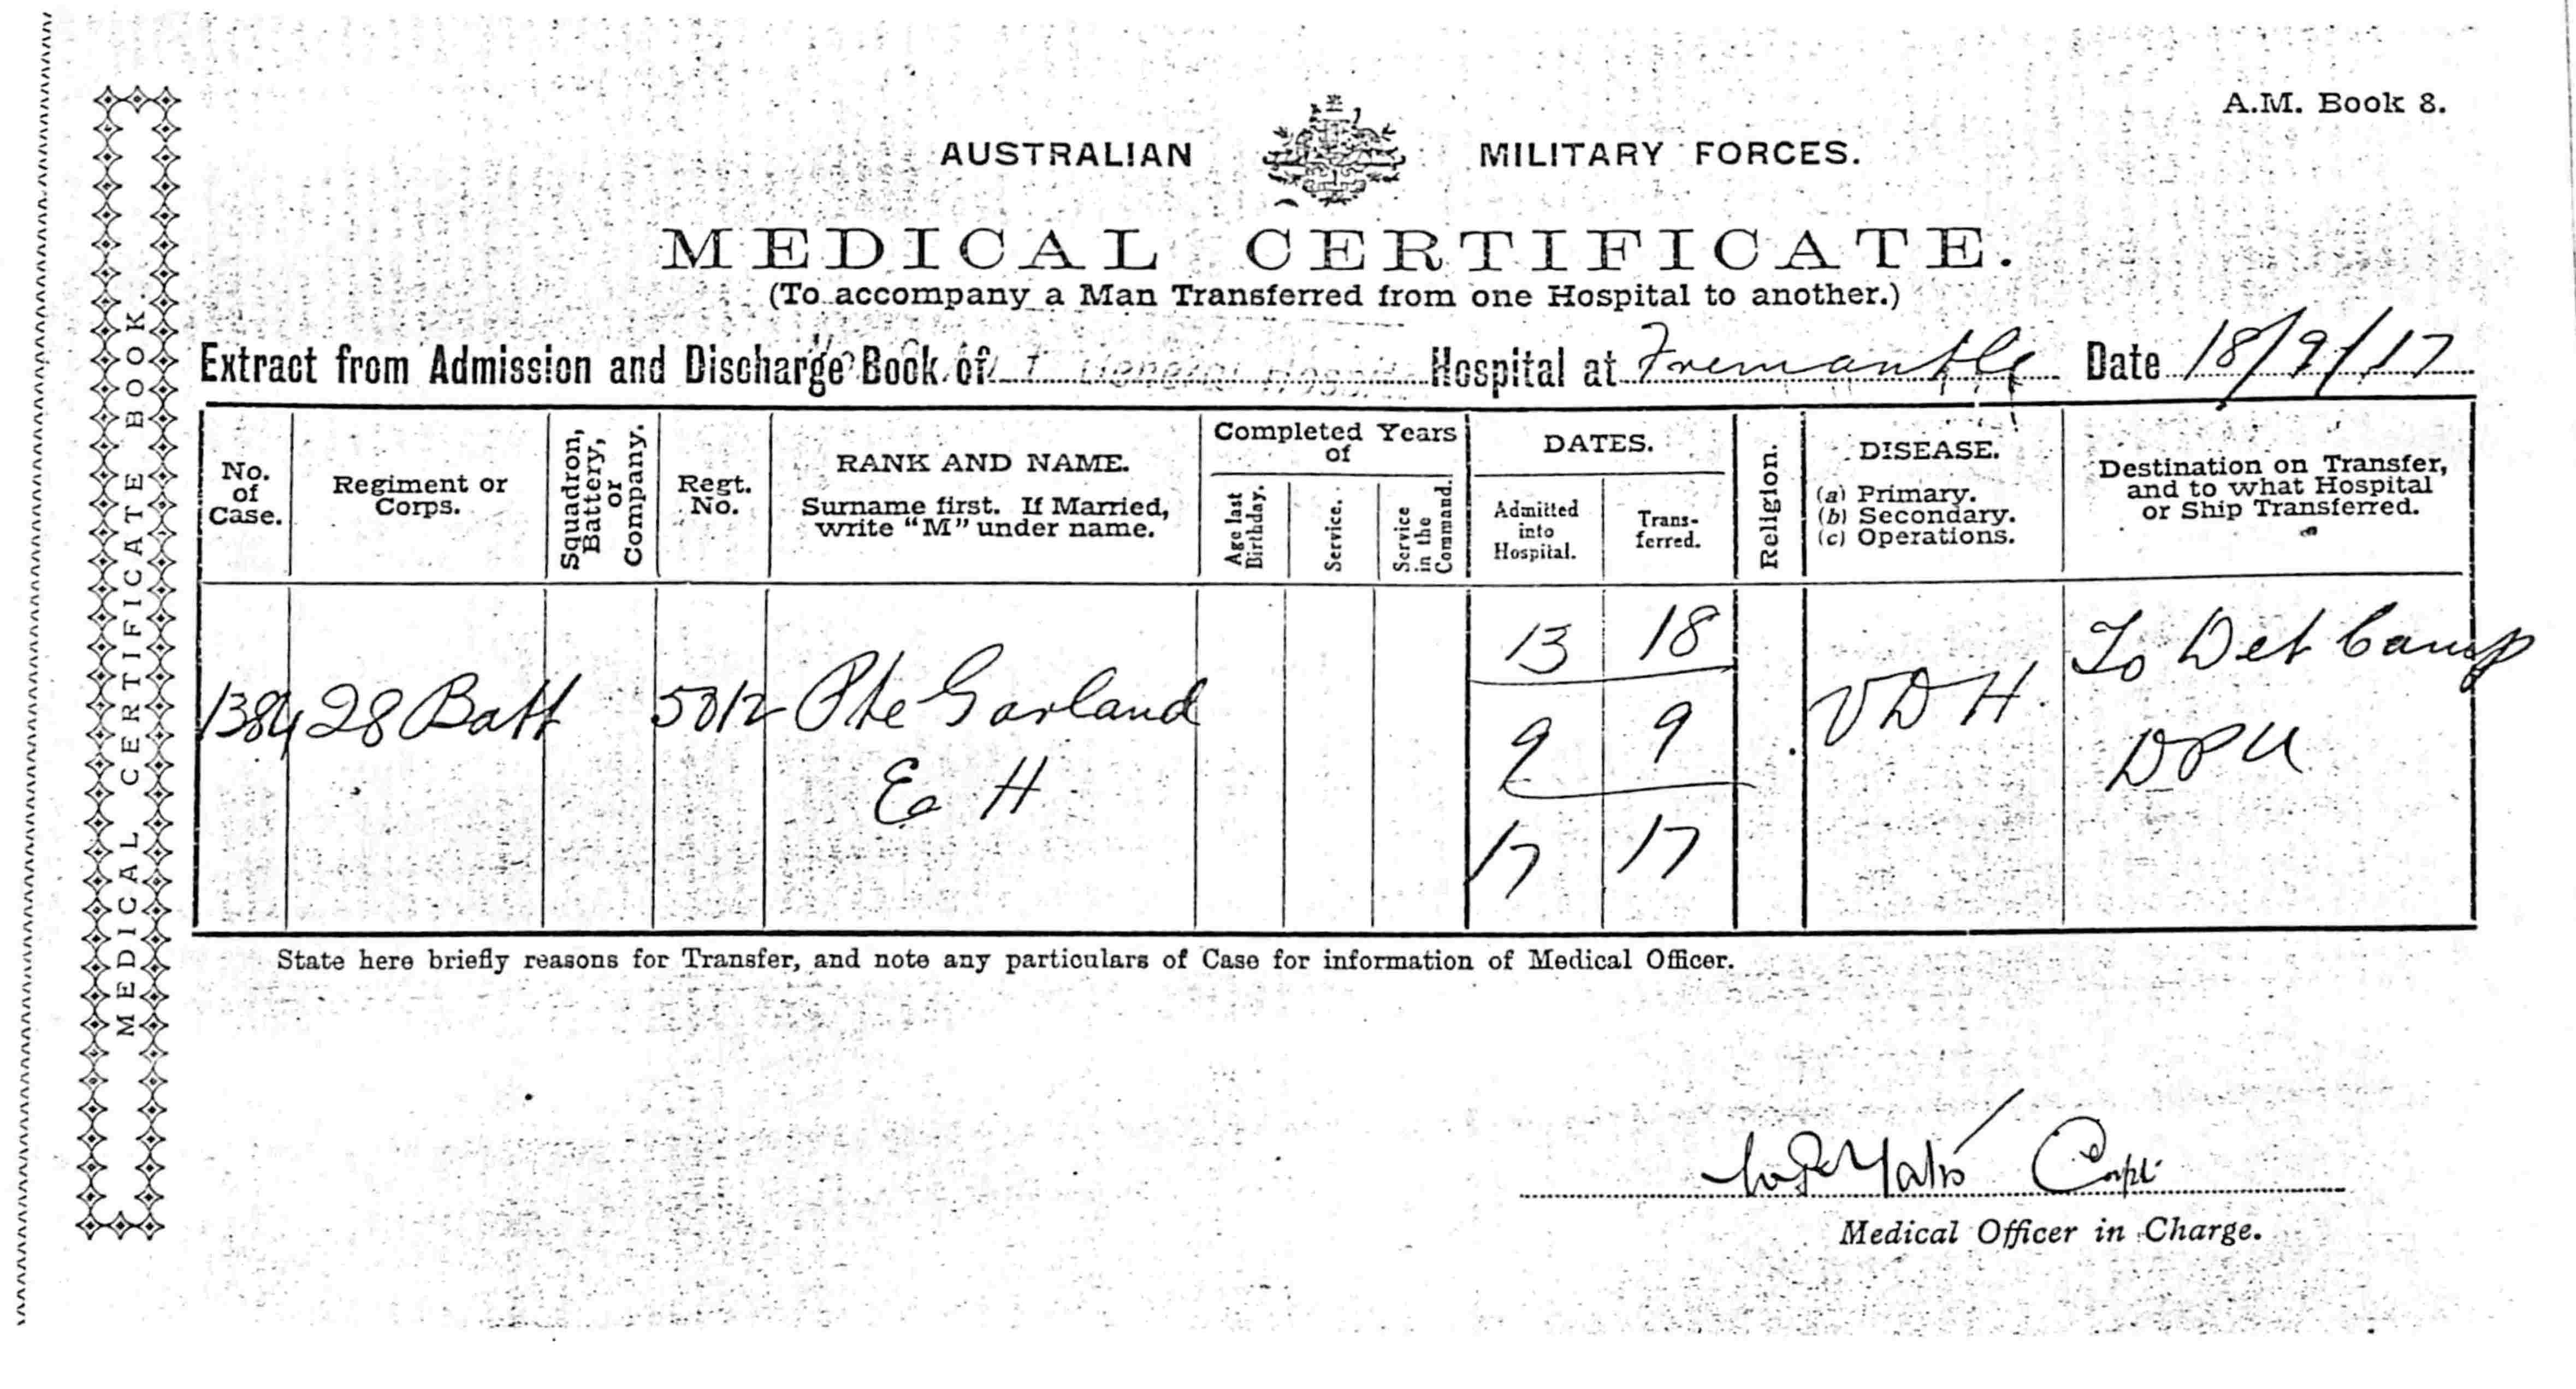 A.M. Book 8.
AUSTRALIAN MILITARY FORCES.
MEDICAL CERTIFICATE.
(To accompany a Man Transferred from one Hospital to another.)
Extract from Admission and Discharge Book of General Hospital at Fremantle Date 18/9/17
No. of Case.
Regiment or Corps.
Squadron, Battery, or Company.
Regt. No.
RANK AND NAME.
Surname first. If Married, write "M" under name.
Completed Years of
Age last Birthday.
Service.
Service in the Command.
DATES.
Admitted into Hospital.
Trans-ferred.
Religion.
DISEASE.
(a) Primary.
(b) Secondary.
(c) Operations.
Destination on Transfer, and to what Hospital or Ship Transferred.
1384 28 Batt 5012 Pte Garland 13 18 VDH To Det Camp
E H 9 9 DPU
17 17
State here briefly reasons for Transfer, and note any particulars of Case for information of Medical Officer.
Capt
Medical Officer in Charge.
MEDICAL CERTIFICATE BOOK.